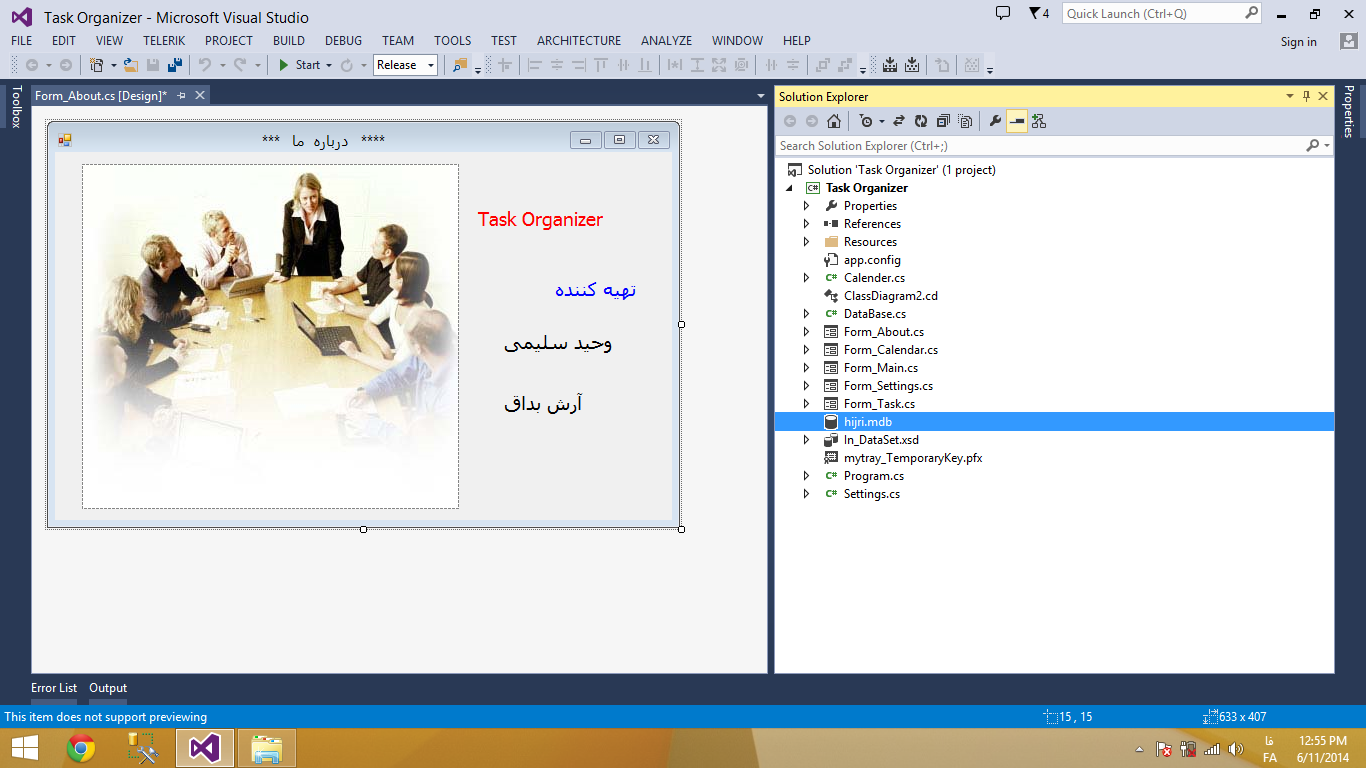 Task Organizer - Microsoft Visual Studio
4
Quick Launch (Ctrl+Q)
FILE EDIT VIEW TELERIK PROJECT BUILD DEBUG TEAM TOOLS TEST ARCHITECTURE ANALYZE WINDOW HELP
Sign in
Start
Release
Toolbox
Form_About.cs [Design]*
*** درباره ما ****
Task Organizer
تهیه کننده
وحید سلیمی
آرش بداق
Solution Explorer
Search Solution Explorer (Ctrl+;)
Solution 'Task Organizer' (1 project)
C# Task Organizer
Properties
References
Resources
app.config
C# Calender.cs
ClassDiagram2.cd
C# DataBase.cs
Form_About.cs
Form_Calendar.cs
Form_Main.cs
Form_Settings.cs
Form_Task.cs
hijri.mdb
In_DataSet.xsd
mytray_TemporaryKey.pfx
C# Program.cs
C# Settings.cs
Properties
Error List Output
This item does not support previewing
15 , 15
633 x 407
فا
FA
12:55 PM
6/11/2014